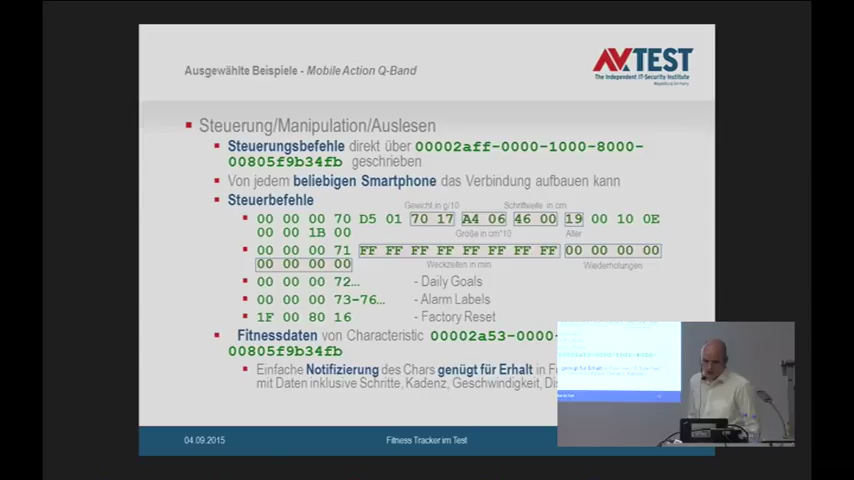 Ausgewählte Beispiele - Mobile Action Q-Band
AVTEST
The Independent IT-Security Institute
Magdeburg Germany
Steuerung/Manipulation/Auslesen
Steuerungsbefehle direkt über 00002aff-0000-1000-8000-
00805f9b34fb geschrieben
Von jedem beliebigen Smartphone das Verbindung aufbauen kann
Steuerbefehle
Gewicht in g/10 Schrittweite in cm
00 00 00 70 D5 01 70 17 A4 06 46 00 19 00 10 0E
00 00 1B 00
Größe in cm*10 Alter
00 00 00 71 FF FF FF FF FF FF FF FF 00 00 00 00
00 00 00 00
Weckzeiten in min Wiederholungen
00 00 00 72… - Daily Goals
00 00 00 73-76… - Alarm Labels
1F 00 80 16 - Factory Reset
Fitnessdaten von Characteristic 00002a53-0000-
00805f9b34fb
Einfache Notifizierung des Chars genügt für Erhalt in
mit Daten inklusive Schritte, Kadenz, Geschwindigkeit,
04.09.2015
Fitness Tracker im Test